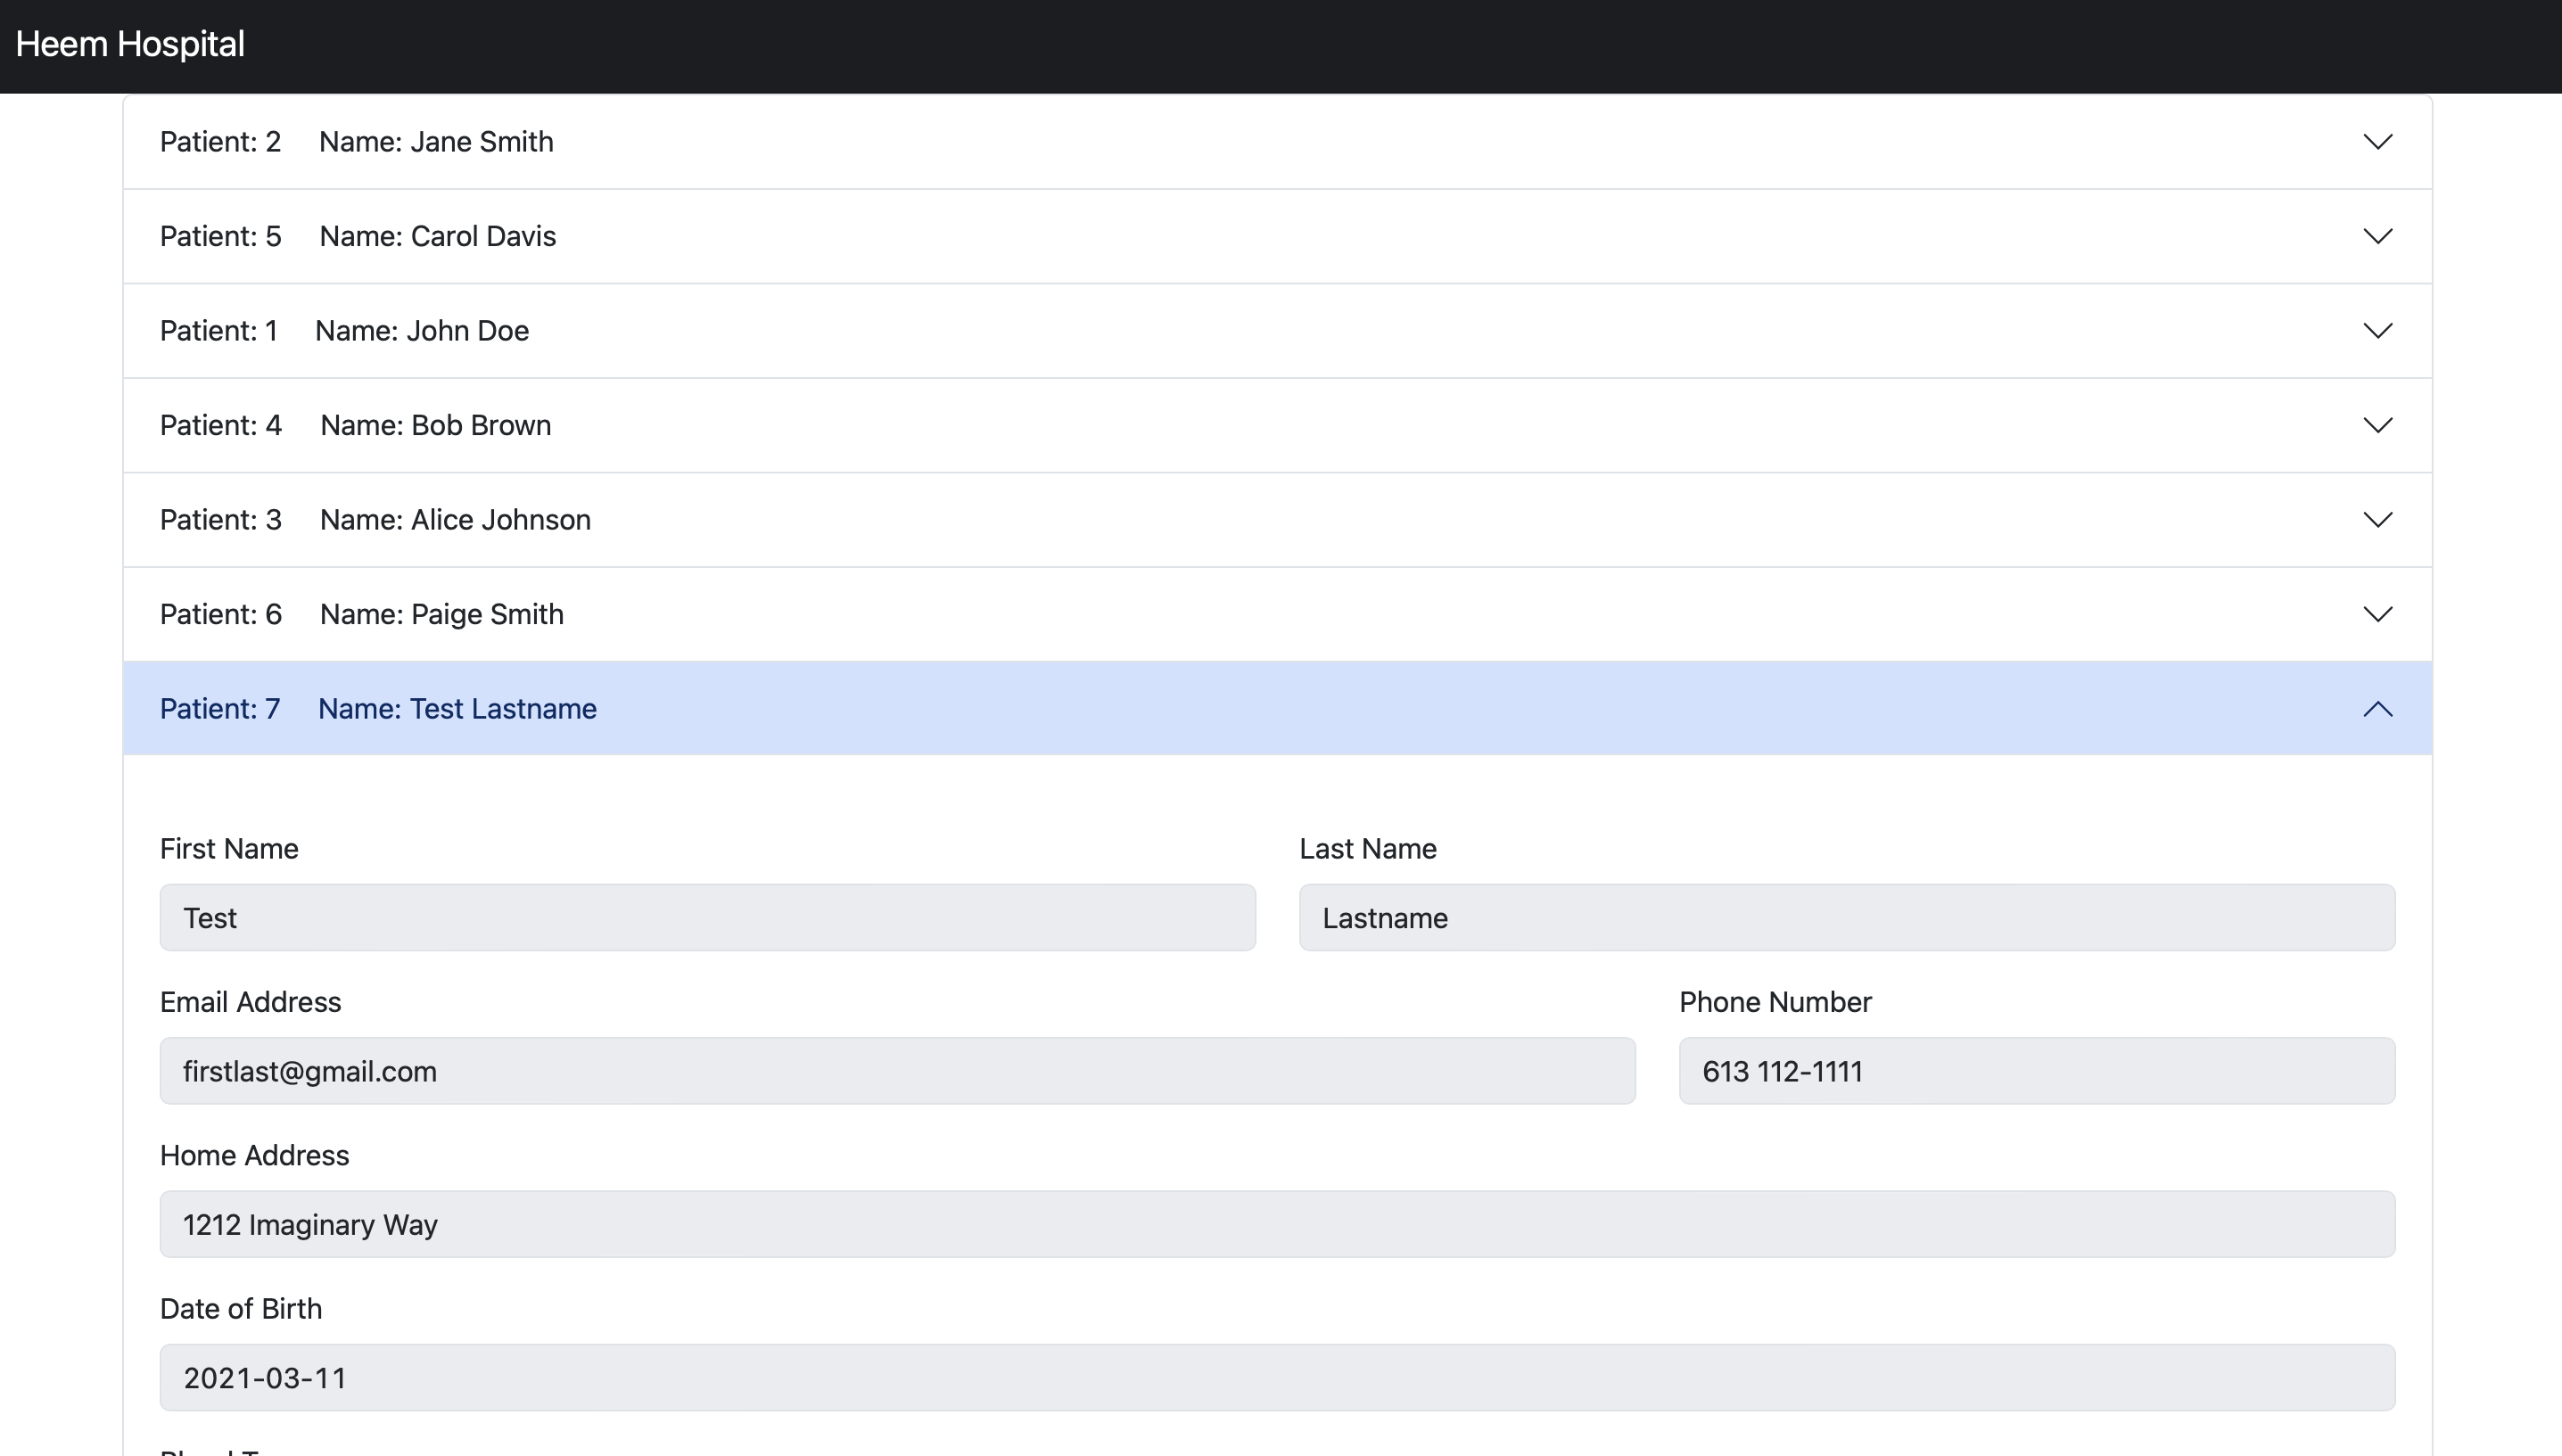 Heem Hospital
Patient: 2 Name: Jane Smith
Patient: 5 Name: Carol Davis
Patient: 1 Name: John Doe
Patient: 4 Name: Bob Brown
Patient: 3 Name: Alice Johnson
Patient: 6 Name: Paige Smith
Patient: 7 Name: Test Lastname
First Name Last Name
Test Lastname
Email Address Phone Number
firstlast@gmail.com 613 112-1111
Home Address
1212 Imaginary Way
Date of Birth
2021-03-11